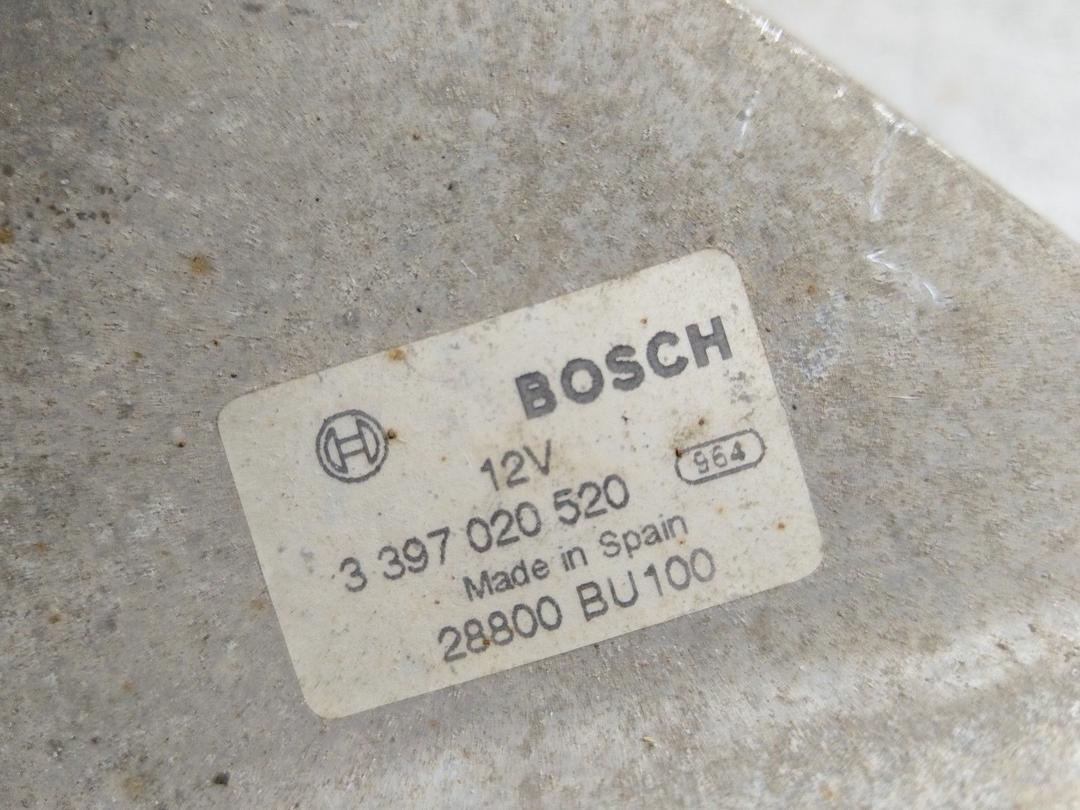 BOSCH
12V
964
3 397 020 520
Made in Spain
28800 BU100